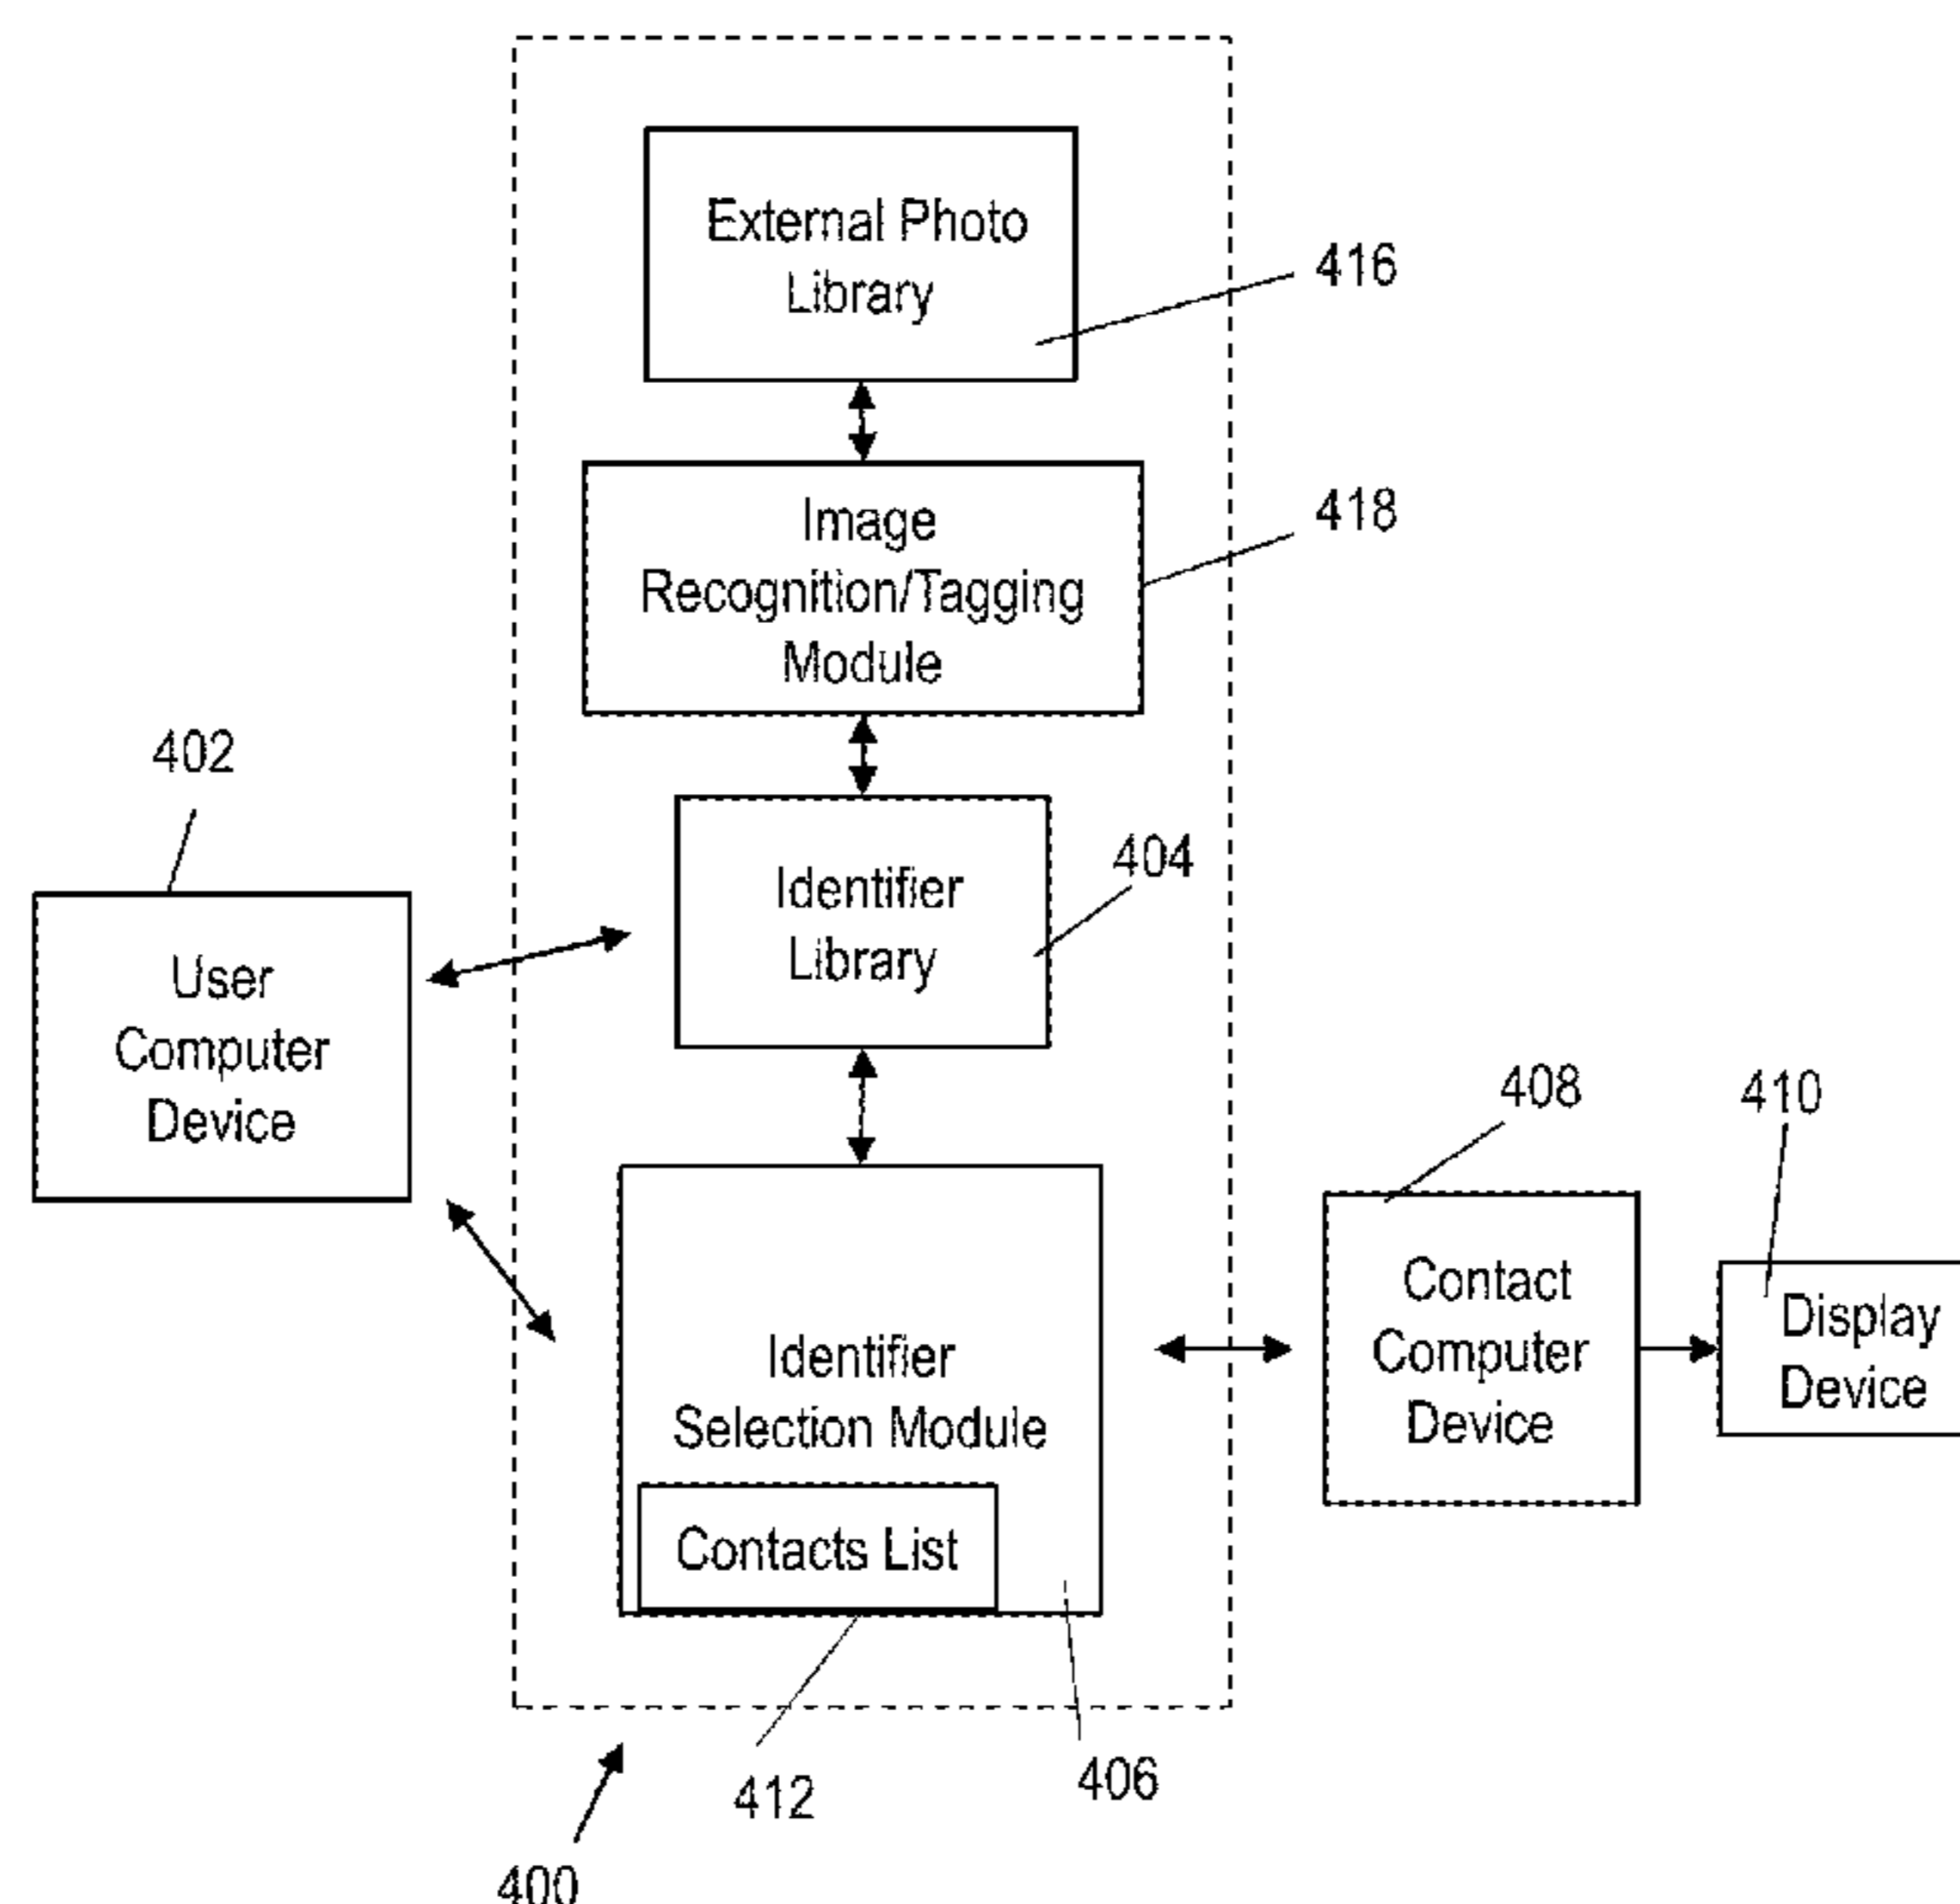 External Photo
Library
416
Image
Recognition/Tagging
Module
418
402
Identifier
Library
404
User
Computer
Device
408
410
Contact
Computer
Device
Display
Device
Identifier
Selection Module
Contacts List
412
406
400